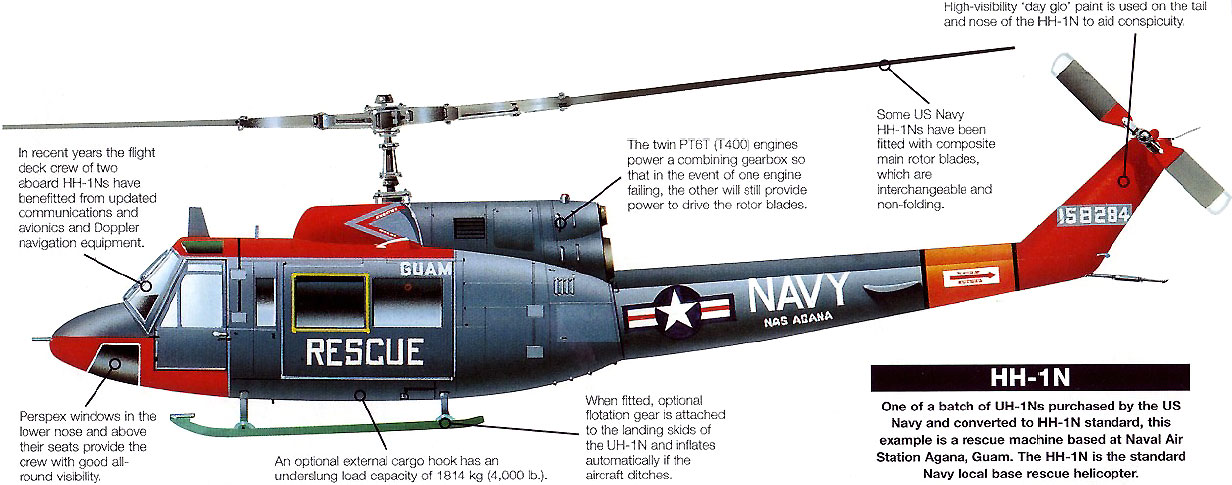 High-visibility 'day glo' paint is used on the tail
and nose of the HH-1N to aid conspicuity.
Some US Navy
HH-1Ns have been
fitted with composite
main rotor blades,
which are
interchangeable and
non-folding.
The twin PT6T (T400) engines
power a combining gearbox so
that in the event of one engine
failing, the other will still provide
power to drive the rotor blades.
In recent years the flight
deck crew of two
aboard HH-1Ns have
benefitted from updated
communications and
avionics and Doppler
navigation equipment.
158284
GUAM
NAVY
NAS AGANA
RESCUE
HH-1N
One of a batch of UH-1Ns purchased by the US
Navy and converted to HH-1N standard, this
example is a rescue machine based at Naval Air
Station Agana, Guam. The HH-1N is the standard
Navy local base rescue helicopter.
Perspex windows in the
lower nose and above
their seats provide the
crew with good all-
round visibility.
An optional external cargo hook has an
underslung load capacity of 1814 kg (4,000 lb.).
When fitted, optional
flotation gear is attached
to the landing skids of
the UH-1N and inflates
automatically if the
aircraft ditches.